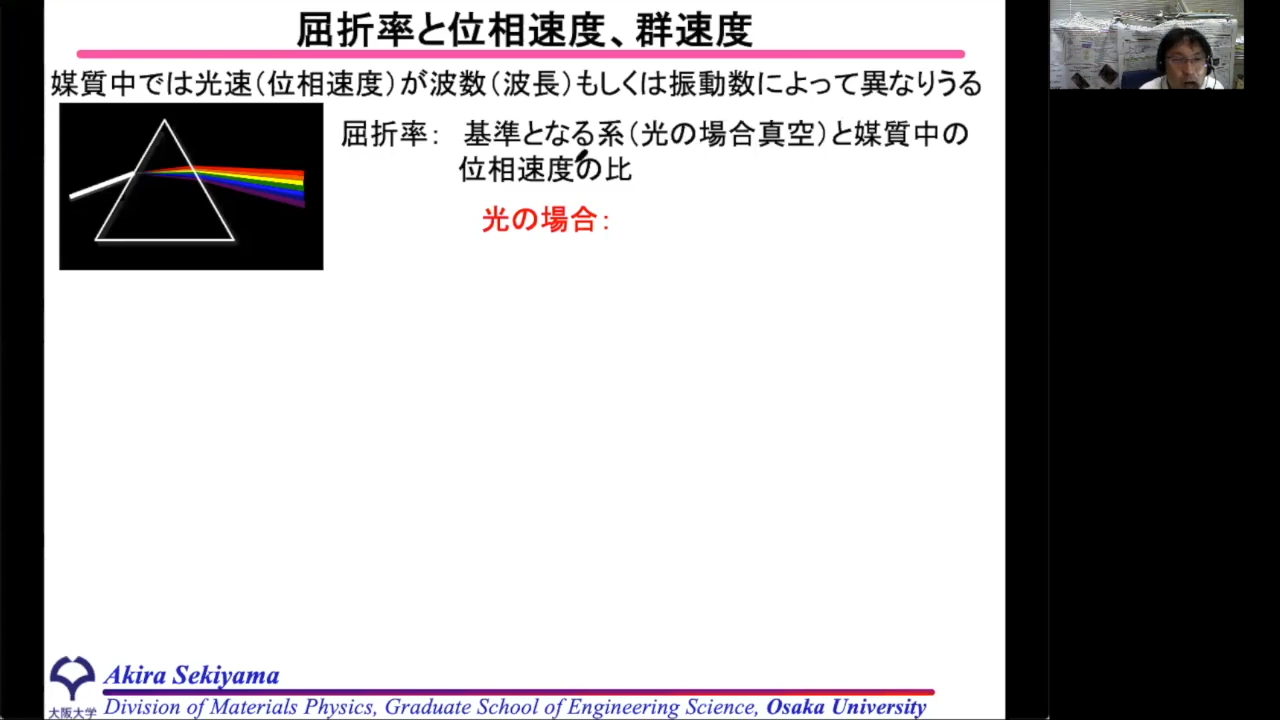 屈折率と位相速度、群速度
媒質中では光速(位相速度)が波数(波長)もしくは振動数によって異なりうる
屈折率: 基準となる系(光の場合真空)と媒質中の
位相速度の比
光の場合:
Akira Sekiyama
大阪大学
Division of Materials Physics, Graduate School of Engineering Science, Osaka University